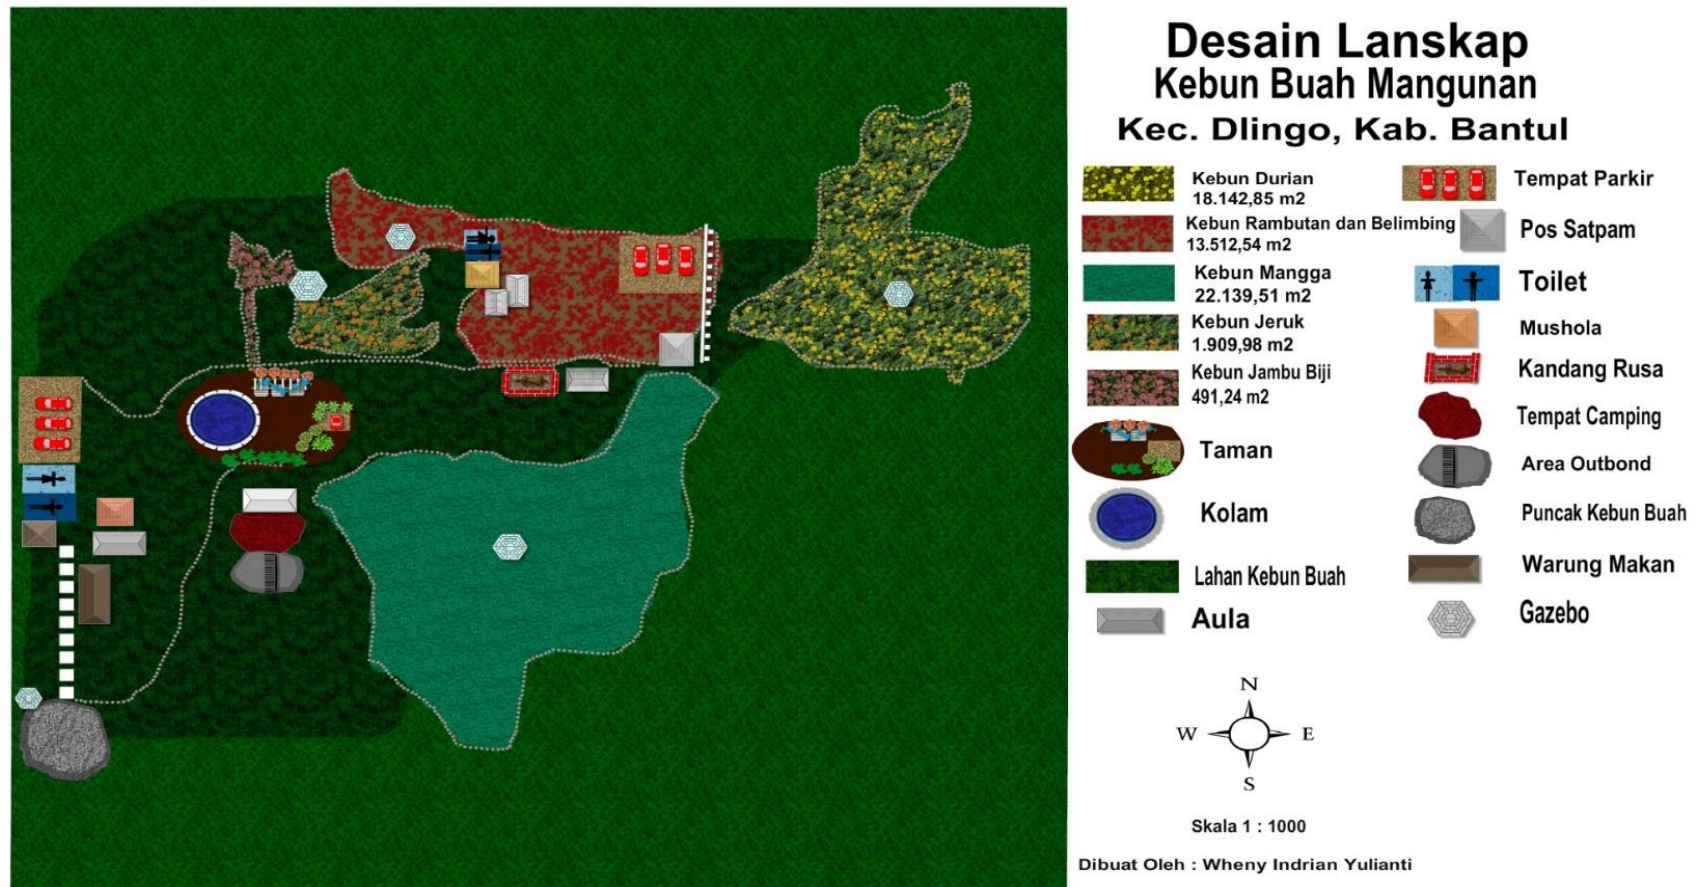 Desain Lanskap
Kebun Buah Mangunan
Kec. Dlingo, Kab. Bantul
Kebun Durian
18.142,85 m2
Kebun Rambutan dan Belimbing
13.512,54 m2
Kebun Mangga
22.139,51 m2
Kebun Jeruk
1.909,98 m2
Kebun Jambu Biji
491,24 m2
Taman
Kolam
Lahan Kebun Buah
Aula
Tempat Parkir
Pos Satpam
Toilet
Mushola
Kandang Rusa
Tempat Camping
Area Outbond
Puncak Kebun Buah
Warung Makan
Gazebo
N
W E
S
Skala 1 : 1000
Dibuat Oleh : Wheny Indrian Yulianti